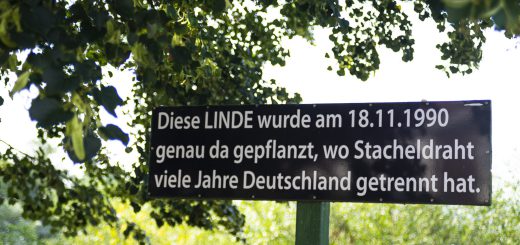 Diese LINDE wurde am 18.11.1990
genau da gepflanzt, wo Stacheldraht
viele Jahre Deutschland getrennt hat.